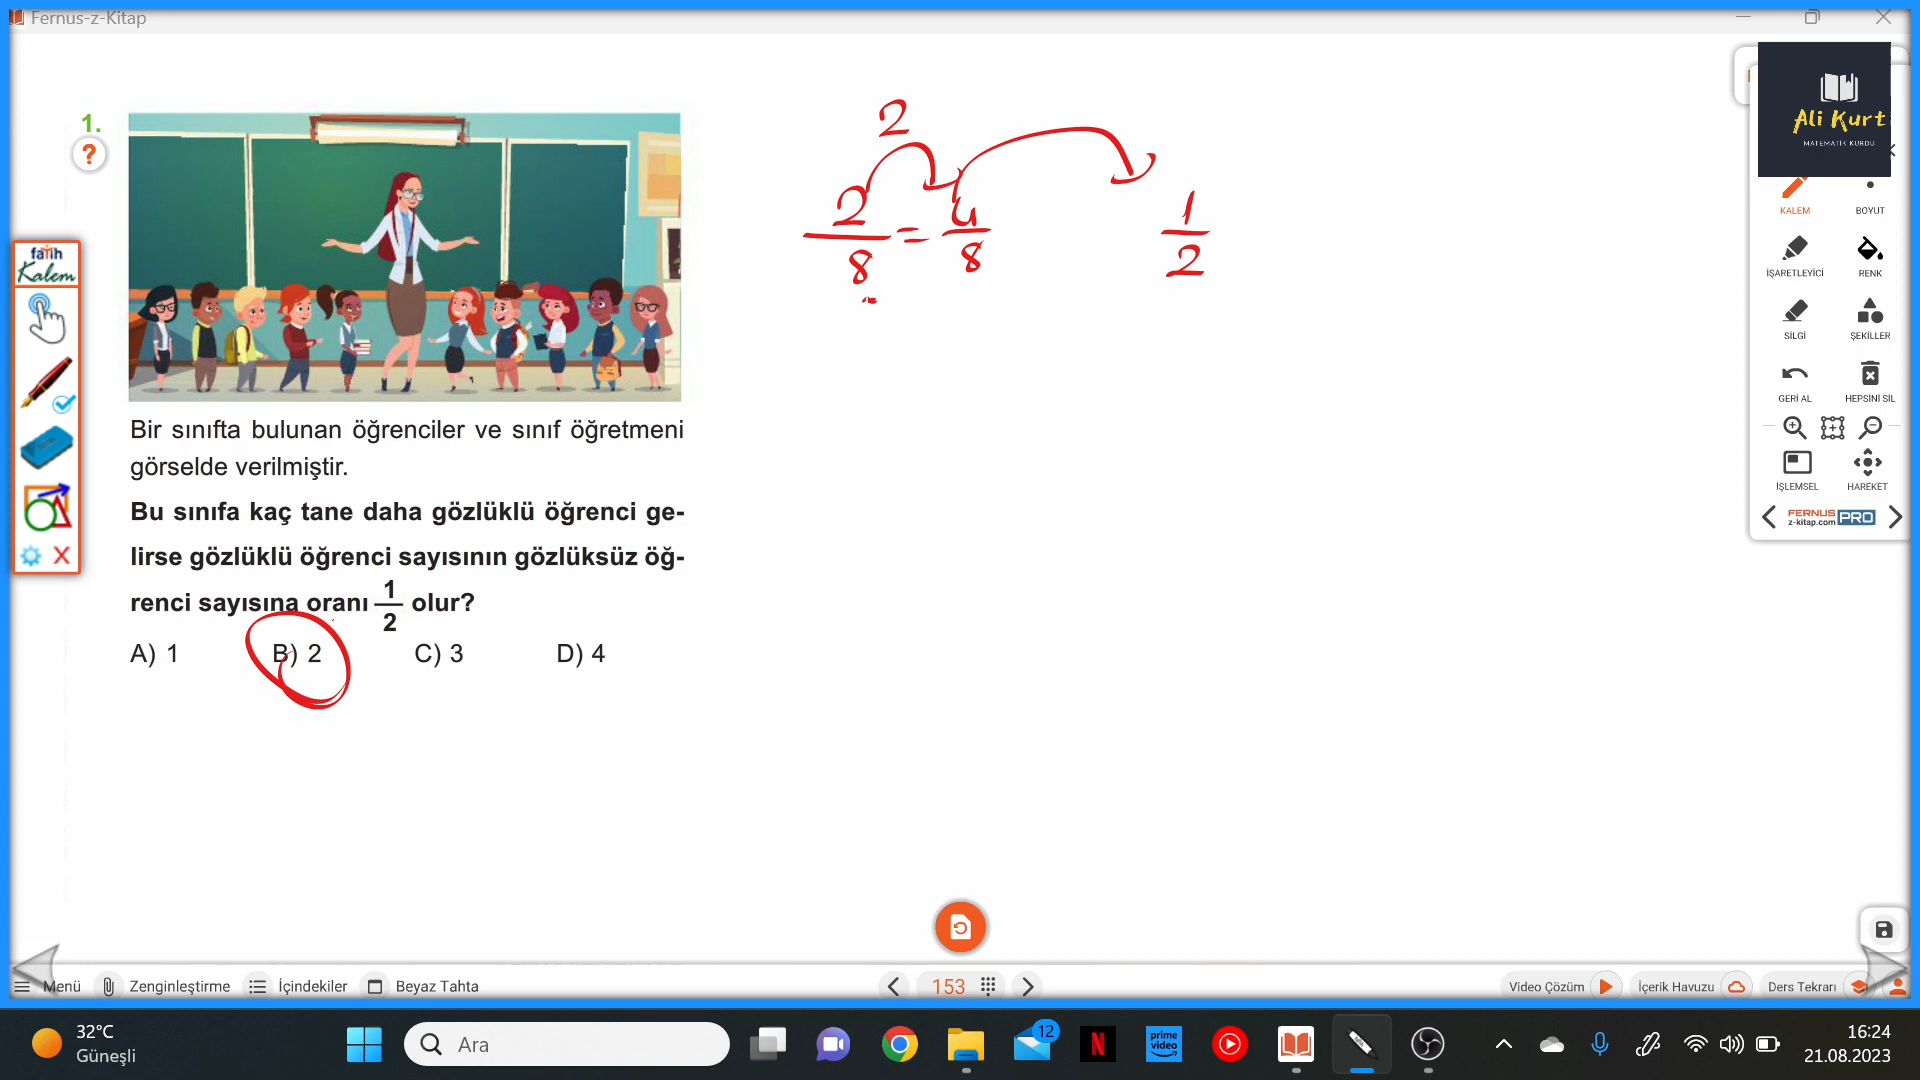 Fernus-z-Kitap
Ali Kurt
MATEMATİK KURDU
1.
?
2
2/8 = 4/8
1/2
fatih
Kalem
KALEM
BOYUT
İŞARETLEYİCİ
RENK
SİLGİ
ŞEKİLLER
GERİ AL
HEPSİNİ SİL
İŞLEMSEL
HAREKET
FERNUS
z-kitap.com PRO
Bir sınıfta bulunan öğrenciler ve sınıf öğretmeni
görselde verilmiştir.
Bu sınıfa kaç tane daha gözlüklü öğrenci ge-
lirse gözlüklü öğrenci sayısının gözlüksüz öğ-
renci sayısına oranı 1/2 olur?
A) 1 B) 2 C) 3 D) 4
Menü Zenginleştirme İçindekiler Beyaz Tahta 153 Video Çözüm İçerik Havuzu Ders Tekrarı
32°C
Güneşli
Ara
12
N
prime
video
16:24
21.08.2023